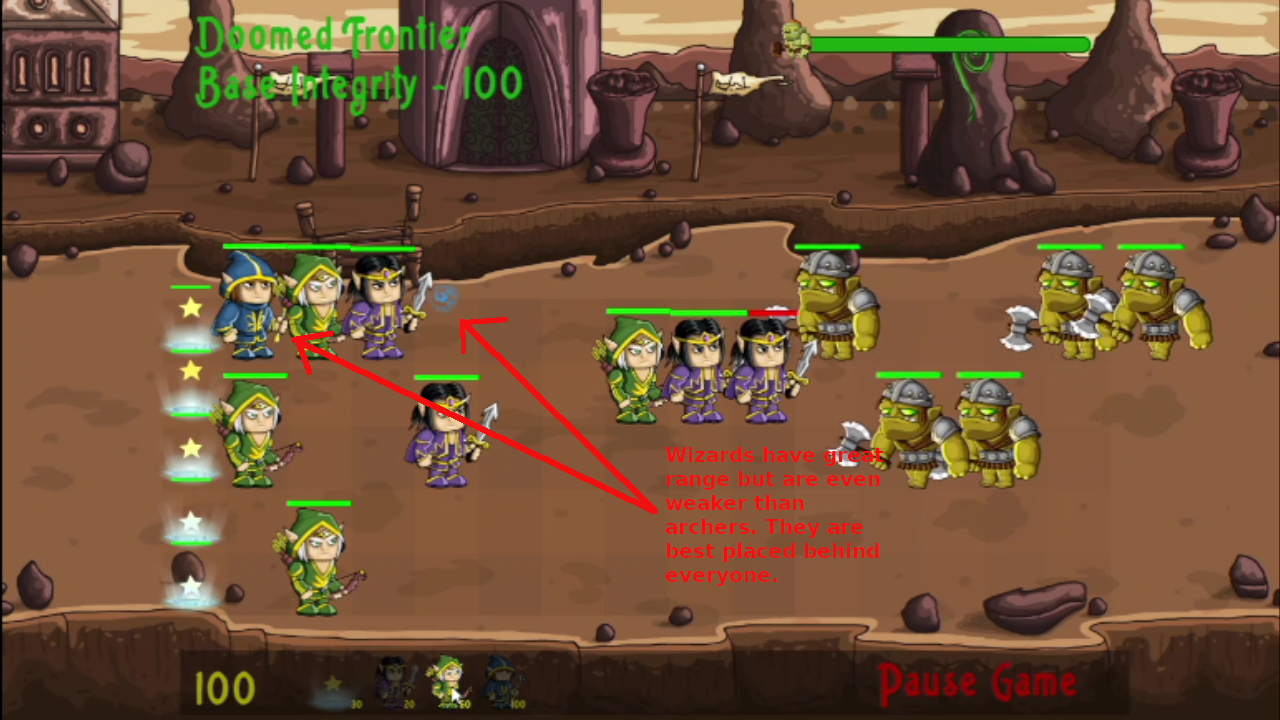 Doomed Frontier
Base Integrity - 100
Wizards have great
range but are even
weaker than
archers. They are
best placed behind
everyone.
100
30
20
60
100
Pause Game